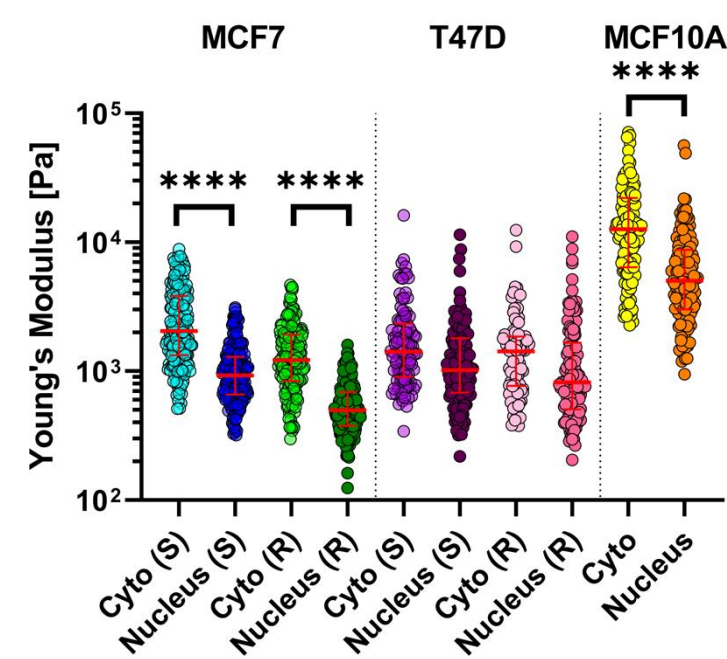 MCF7 T47D MCF10A
****
**** ****
Young's Modulus [Pa]
10⁵
10⁴
10³
10²
Cyto (S)
Nucleus (S)
Cyto (R)
Nucleus (R)
Cyto (S)
Nucleus (S)
Cyto (R)
Nucleus (R)
Cyto
Nucleus